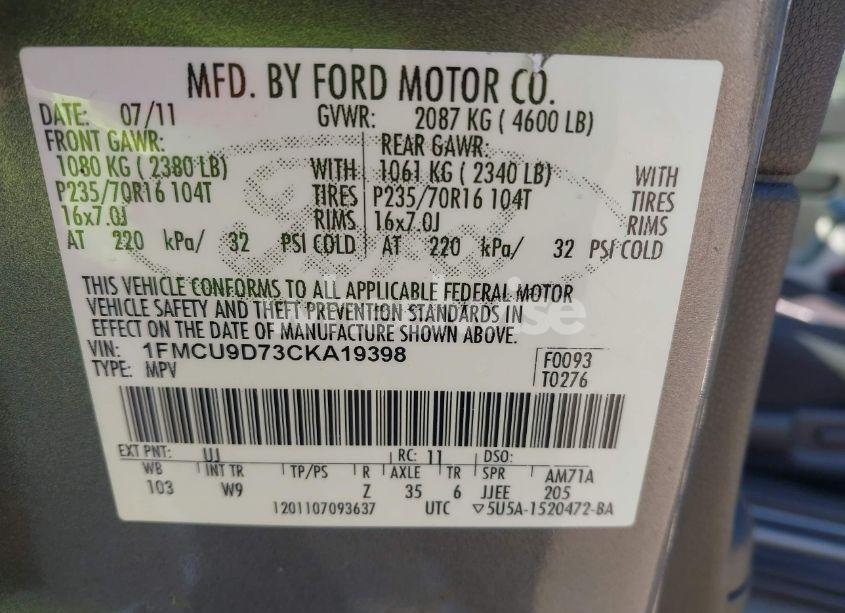 MFD. BY FORD MOTOR CO.
DATE: 07/11 GVWR: 2087 KG ( 4600 LB)
FRONT GAWR: REAR GAWR:
1080 KG ( 2380 LB) WITH 1061 KG ( 2340 LB) WITH
P235/70R16 104T TIRES P235/70R16 104T TIRES
16x7.0J RIMS 16x7.0J RIMS
AT 220 kPa/ 32 PSI COLD AT 220 kPa/ 32 PSI COLD
THIS VEHICLE CONFORMS TO ALL APPLICABLE FEDERAL MOTOR
VEHICLE SAFETY AND THEFT PREVENTION STANDARDS IN
EFFECT ON THE DATE OF MANUFACTURE SHOWN ABOVE.
VIN: 1FMCU9D73CKA19398 F0093
TYPE: MPV T0276
EXT PNT: UJ RC: 11 DSO:
WB INT TR TP/PS R AXLE TR SPR AM71A
103 W9 Z 35 6 JJEE 205
1201107093637 UTC ▽5U5A-1520472-BA